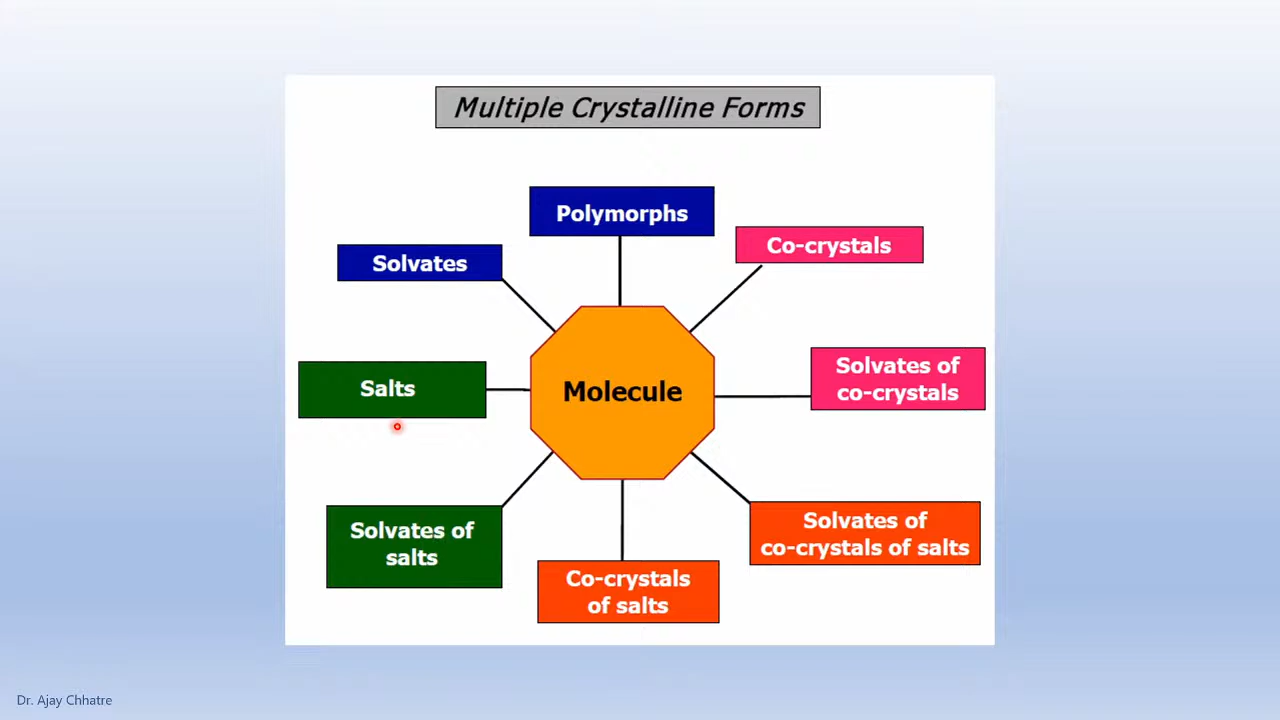 Multiple Crystalline Forms
Polymorphs
Co-crystals
Solvates
Solvates of
co-crystals
Salts
Molecule
Solvates of
co-crystals of salts
Solvates of
salts
Co-crystals
of salts
Dr. Ajay Chhatre